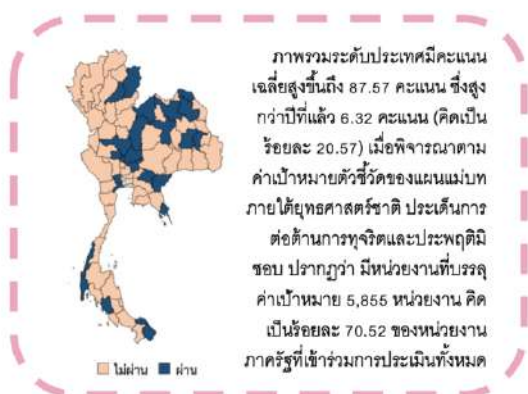 ภาพรวมระดับประเทศมีคะแนน
เฉลี่ยสูงขึ้นถึง 87.57 คะแนน ซึ่งสูง
กว่าปีที่แล้ว 6.32 คะแนน (คิดเป็น
ร้อยละ 20.57) เมื่อพิจารณาตาม
ค่าเป้าหมายตัวชี้วัดของแผนแม่บท
ภายใต้ยุทธศาสตร์ชาติ ประเด็นการ
ต่อต้านการทุจริตและประพฤติมิ
ชอบ ปรากฏว่า มีหน่วยงานที่บรรลุ
ค่าเป้าหมาย 5,855 หน่วยงาน คิด
เป็นร้อยละ 70.52 ของหน่วยงาน
ภาครัฐที่เข้าร่วมการประเมินทั้งหมด
ไม่ผ่าน ผ่าน